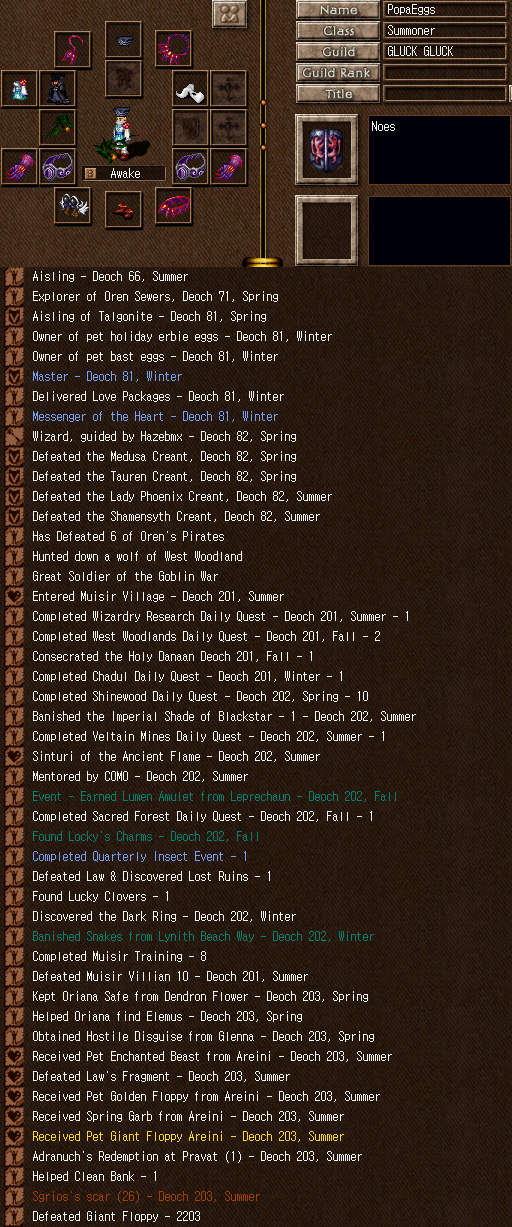 Name PopaEggs
Class Summoner
Guild GLUCK GLUCK
Guild Rank
Title
Noes
Awake
Aisling - Deoch 66, Summer
Explorer of Oren Sewers, Deoch 71, Spring
Aisling of Talgonite - Deoch 81, Spring
Owner of pet holiday erbie eggs - Deoch 81, Winter
Owner of pet bast eggs - Deoch 81, Winter
Master - Deoch 81, Winter
Delivered Love Packages - Deoch 81, Winter
Messenger of the Heart - Deoch 81, Winter
Wizard, guided by Hazebmx - Deoch 82, Spring
Defeated the Medusa Creant, Deoch 82, Spring
Defeated the Tauren Creant, Deoch 82, Spring
Defeated the Lady Phoenix Creant, Deoch 82, Summer
Defeated the Shamensyth Creant, Deoch 82, Summer
Has Defeated 6 of Oren's Pirates
Hunted down a wolf of West Woodland
Great Soldier of the Goblin War
Entered Muisir Village - Deoch 201, Summer
Completed Wizardry Research Daily Quest - Deoch 201, Summer - 1
Completed West Woodlands Daily Quest - Deoch 201, Fall - 2
Consecrated the Holy Danaan Deoch 201, Fall - 1
Completed Chadul Daily Quest - Deoch 201, Winter - 1
Completed Shinewood Daily Quest - Deoch 202, Spring - 10
Banished the Imperial Shade of Blackstar - 1 - Deoch 202, Summer
Completed Veltain Mines Daily Quest - Deoch 202, Summer - 1
Sinturi of the Ancient Flame - Deoch 202, Summer
Mentored by COMO - Deoch 202, Summer
Event - Earned Lumen Amulet from Leprechaun - Deoch 202, Fall
Completed Sacred Forest Daily Quest - Deoch 202, Fall - 1
Found Locky's Charms - Deoch 202, Fall
Completed Quarterly Insect Event - 1
Defeated Law & Discovered Lost Ruins - 1
Found Lucky Clovers - 1
Discovered the Dark Ring - Deoch 202, Winter
Banished Snakes from Lynith Beach Way - Deoch 202, Winter
Completed Muisir Training - 8
Defeated Muisir Villian 10 - Deoch 201, Summer
Kept Oriana Safe from Dendron Flower - Deoch 203, Spring
Helped Oriana find Elemus - Deoch 203, Spring
Obtained Hostile Disguise from Glenna - Deoch 203, Spring
Received Pet Enchanted Beast from Areini - Deoch 203, Summer
Defeated Law's Fragment - Deoch 203, Summer
Received Pet Golden Floppy from Areini - Deoch 203, Summer
Received Spring Garb from Areini - Deoch 203, Summer
Received Pet Giant Floppy Areini - Deoch 203, Summer
Adranuch's Redemption at Pravat (1) - Deoch 203, Summer
Helped Clean Bank - 1
Sgrios's scar (26) - Deoch 203, Summer
Defeated Giant Floppy - 2203